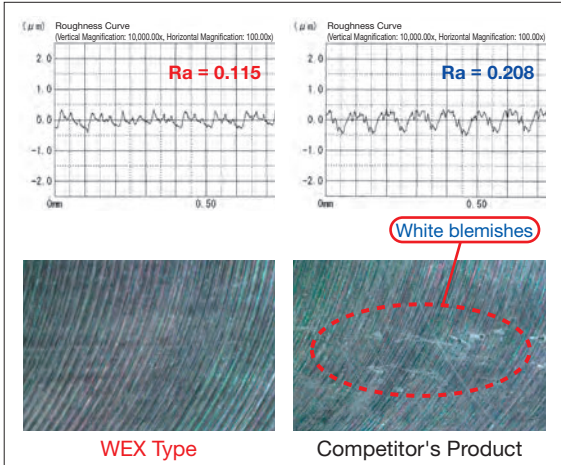 (μm) Roughness Curve
(Vertical Magnification: 10,000.00x, Horizontal Magnification: 100.00x)
2.0
Ra = 0.115
1.0
0.0
-1.0
-2.0
0mm
0.50
(μm) Roughness Curve
(Vertical Magnification: 10,000.00x, Horizontal Magnification: 100.00x)
2.0
Ra = 0.208
1.0
0.0
-1.0
-2.0
0mm
0.50
White blemishes
WEX Type
Competitor's Product